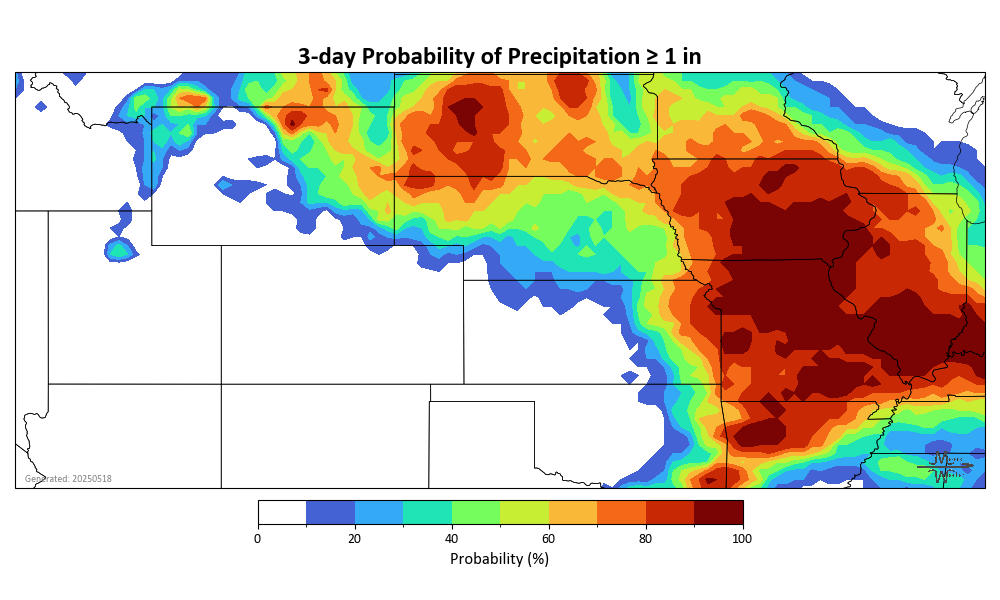 3-day Probability of Precipitation ≥ 1 in
Generated: 20250518
0 20 40 60 80 100
Probability (%)